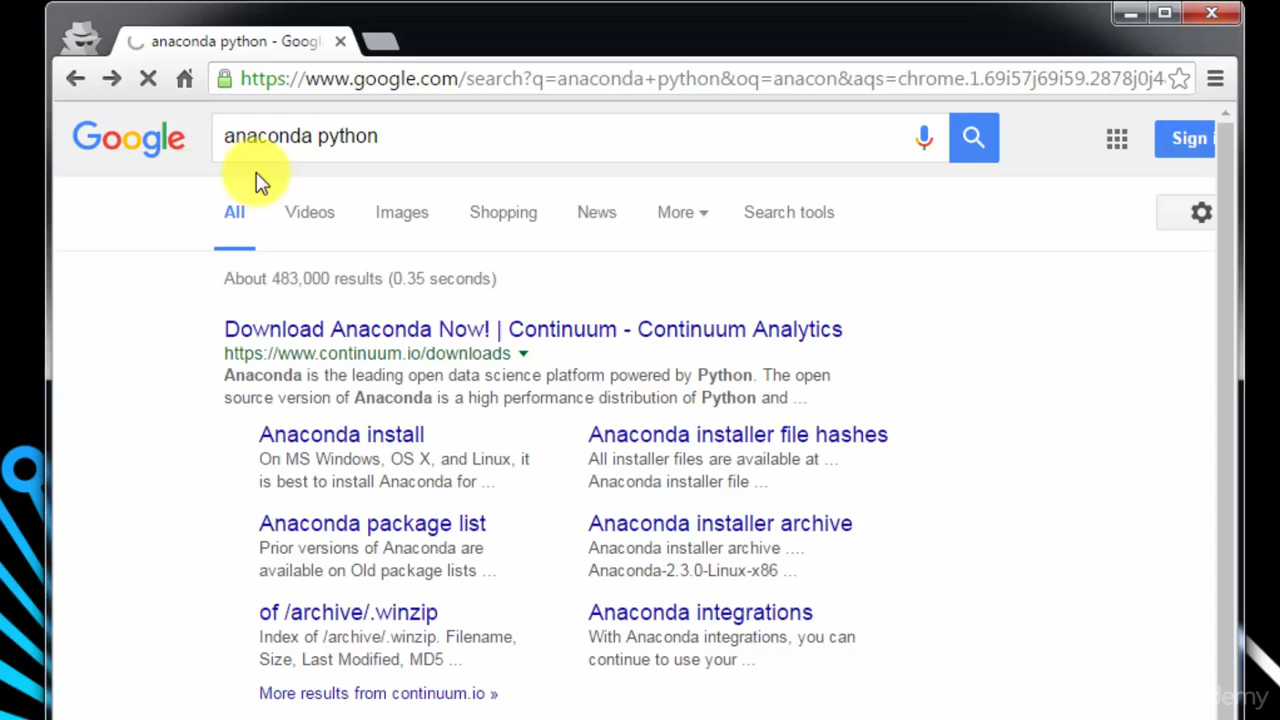 anaconda python - Googl
https://www.google.com/search?q=anaconda+python&oq=anacon&aqs=chrome.1.69i57j69i59.2878j0j4
Google
anaconda python
Sign i
All
Videos
Images
Shopping
News
More
Search tools
About 483,000 results (0.35 seconds)
Download Anaconda Now! | Continuum - Continuum Analytics
https://www.continuum.io/downloads
Anaconda is the leading open data science platform powered by Python. The open
source version of Anaconda is a high performance distribution of Python and ...
Anaconda install
On MS Windows, OS X, and Linux, it
is best to install Anaconda for ...
Anaconda installer file hashes
All installer files are available at ...
Anaconda installer file ...
Anaconda package list
Prior versions of Anaconda are
available on Old package lists ...
Anaconda installer archive
Anaconda installer archive ....
Anaconda-2.3.0-Linux-x86 ...
of /archive/.winzip
Index of /archive/.winzip. Filename,
Size, Last Modified, MD5 ...
Anaconda integrations
With Anaconda integrations, you can
continue to use your ...
More results from continuum.io »